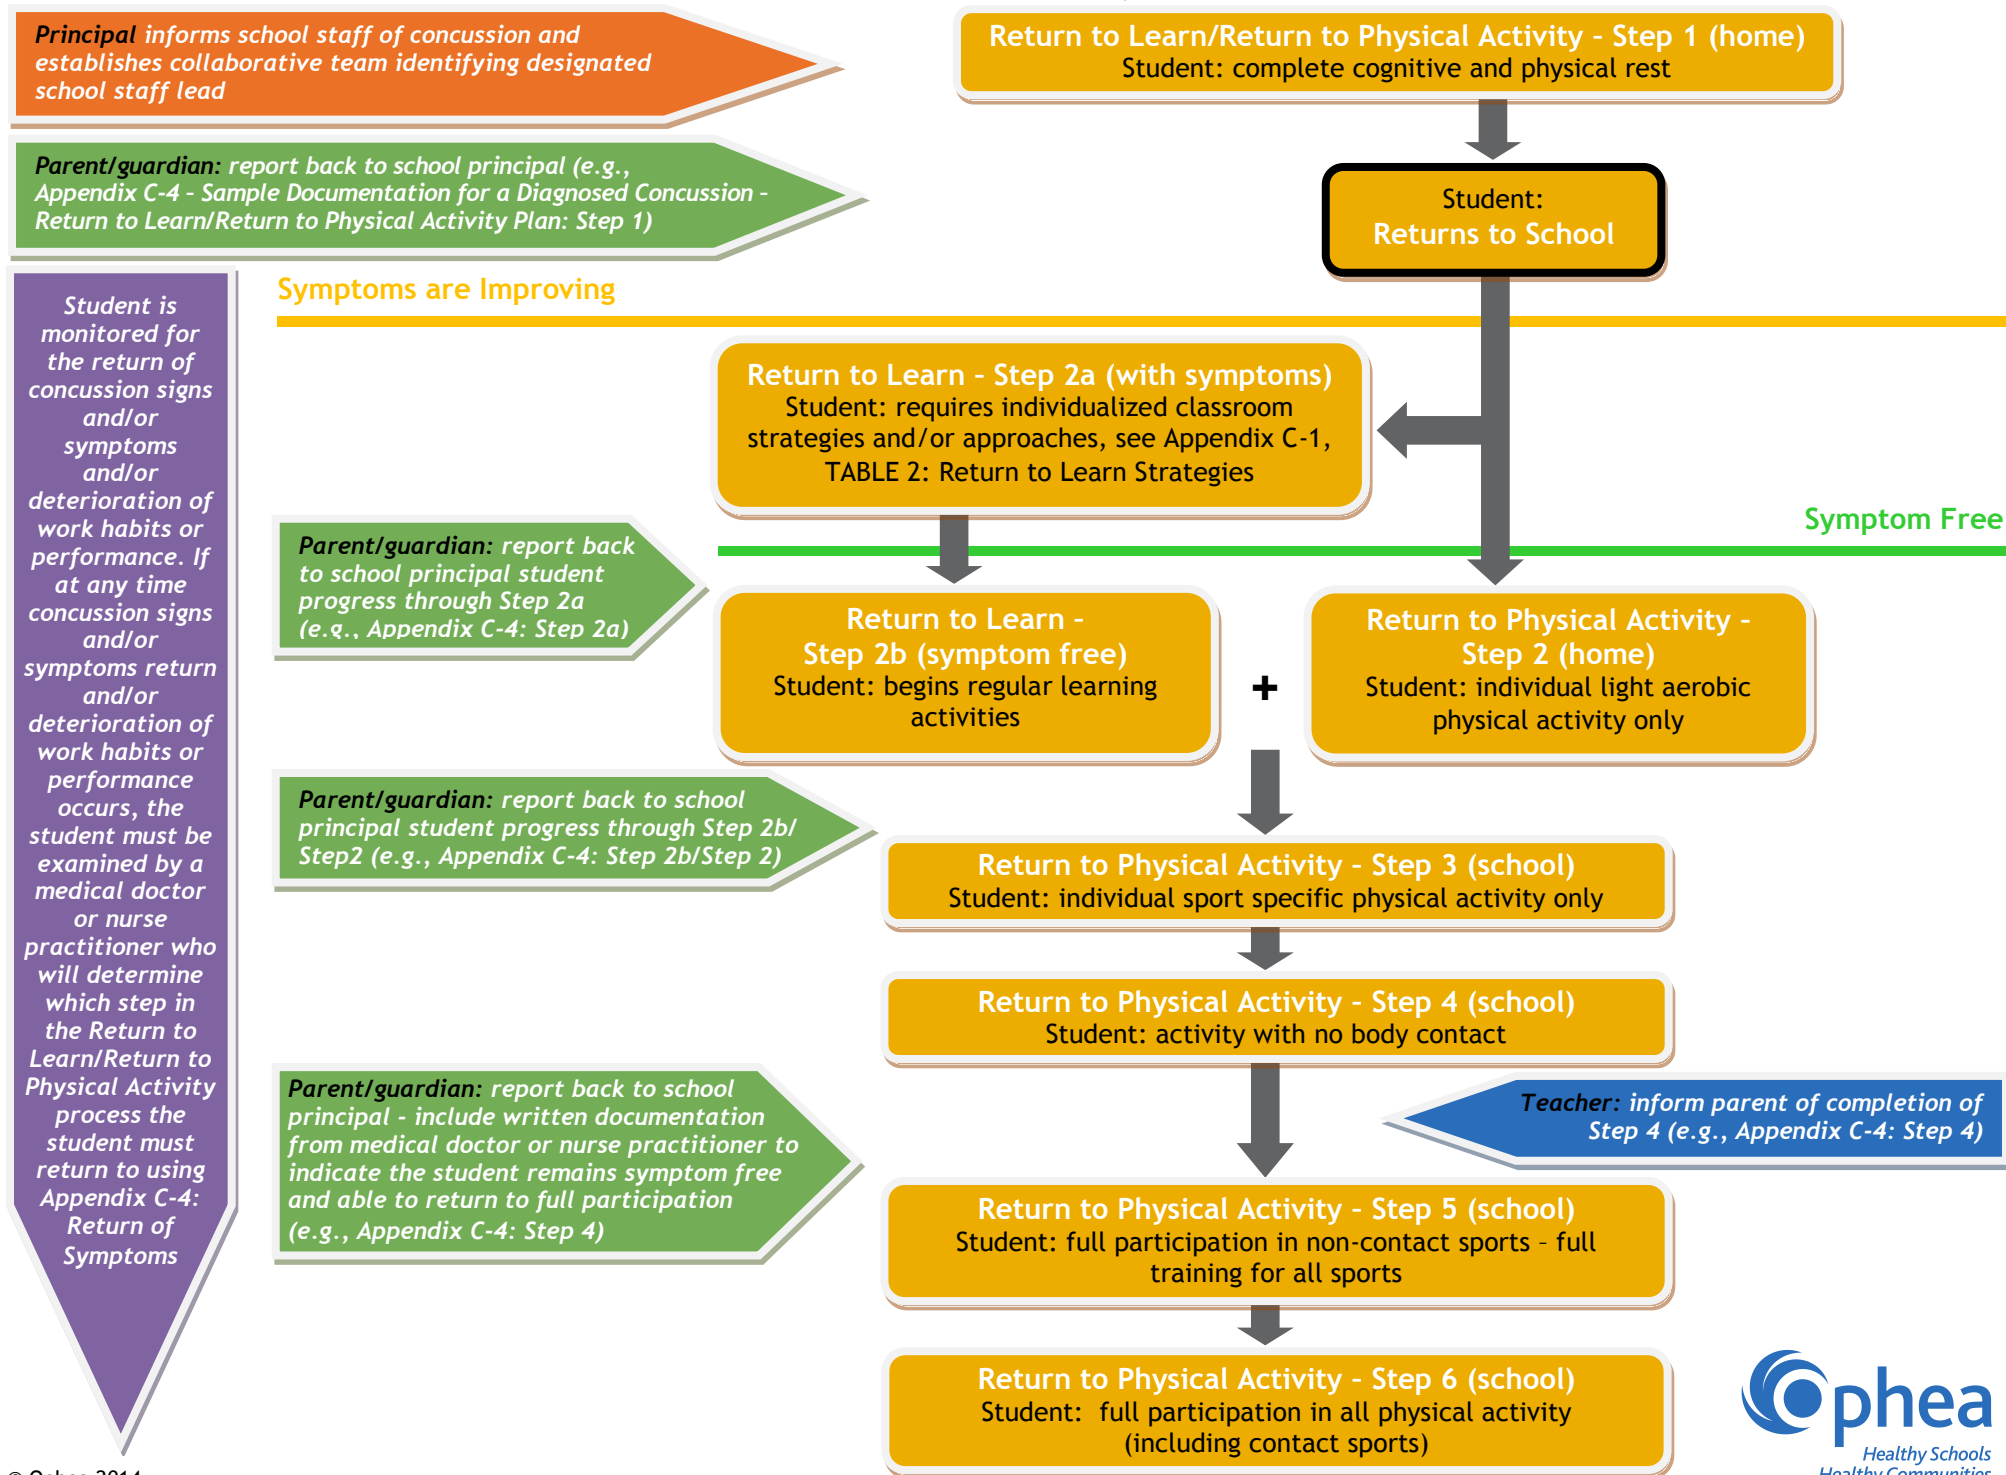 Principal informs school staff of concussion and
establishes collaborative team identifying designated
school staff lead
Return to Learn/Return to Physical Activity – Step 1 (home)
Student: complete cognitive and physical rest
Parent/guardian: report back to school principal (e.g.,
Appendix C-4 – Sample Documentation for a Diagnosed Concussion –
Return to Learn/Return to Physical Activity Plan: Step 1)
Student:
Returns to School
Symptoms are Improving
Student is
monitored for
the return of
concussion signs
and/or
symptoms
and/or
deterioration of
work habits or
performance. If
at any time
concussion signs
and/or
symptoms return
and/or
deterioration of
work habits or
performance
occurs, the
student must be
examined by a
medical doctor
or nurse
practitioner who
will determine
which step in
the Return to
Learn/Return to
Physical Activity
process the
student must
return to using
Appendix C-4:
Return of
Symptoms
Return to Learn – Step 2a (with symptoms)
Student: requires individualized classroom
strategies and/or approaches, see Appendix C-1,
TABLE 2: Return to Learn Strategies
Symptom Free
Parent/guardian: report back
to school principal student
progress through Step 2a
(e.g., Appendix C-4: Step 2a)
Return to Learn –
Step 2b (symptom free)
Student: begins regular learning
activities
+
Return to Physical Activity –
Step 2 (home)
Student: individual light aerobic
physical activity only
Parent/guardian: report back to school
principal student progress through Step 2b/
Step2 (e.g., Appendix C-4: Step 2b/Step 2)
Return to Physical Activity – Step 3 (school)
Student: individual sport specific physical activity only
Return to Physical Activity – Step 4 (school)
Student: activity with no body contact
Parent/guardian: report back to school
principal - include written documentation
from medical doctor or nurse practitioner to
indicate the student remains symptom free
and able to return to full participation
(e.g., Appendix C-4: Step 4)
Teacher: inform parent of completion of
Step 4 (e.g., Appendix C-4: Step 4)
Return to Physical Activity – Step 5 (school)
Student: full participation in non-contact sports – full
training for all sports
Return to Physical Activity – Step 6 (school)
Student: full participation in all physical activity
(including contact sports)
Ophea
Healthy Schools
Healthy Communities
© Ophea 2014